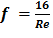 f = 16/Re